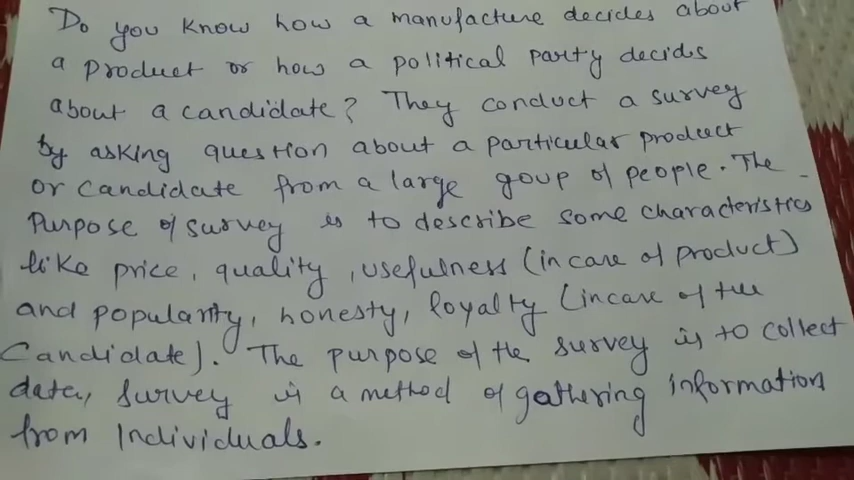 Do you know how a manufacture decides about
a product or how a political party decids
about a candidate? They conduct a survey
by asking question about a particular product
or candidate from a large goup of people. The
Purpose of survey is to describe some characteristics
like price, quality, usefulness (in case of product)
and popularity, honesty, loyalty (in case of the
Candidate). The purpose of the survey is to collect
data, survey is a method of gathering information
from Individuals.